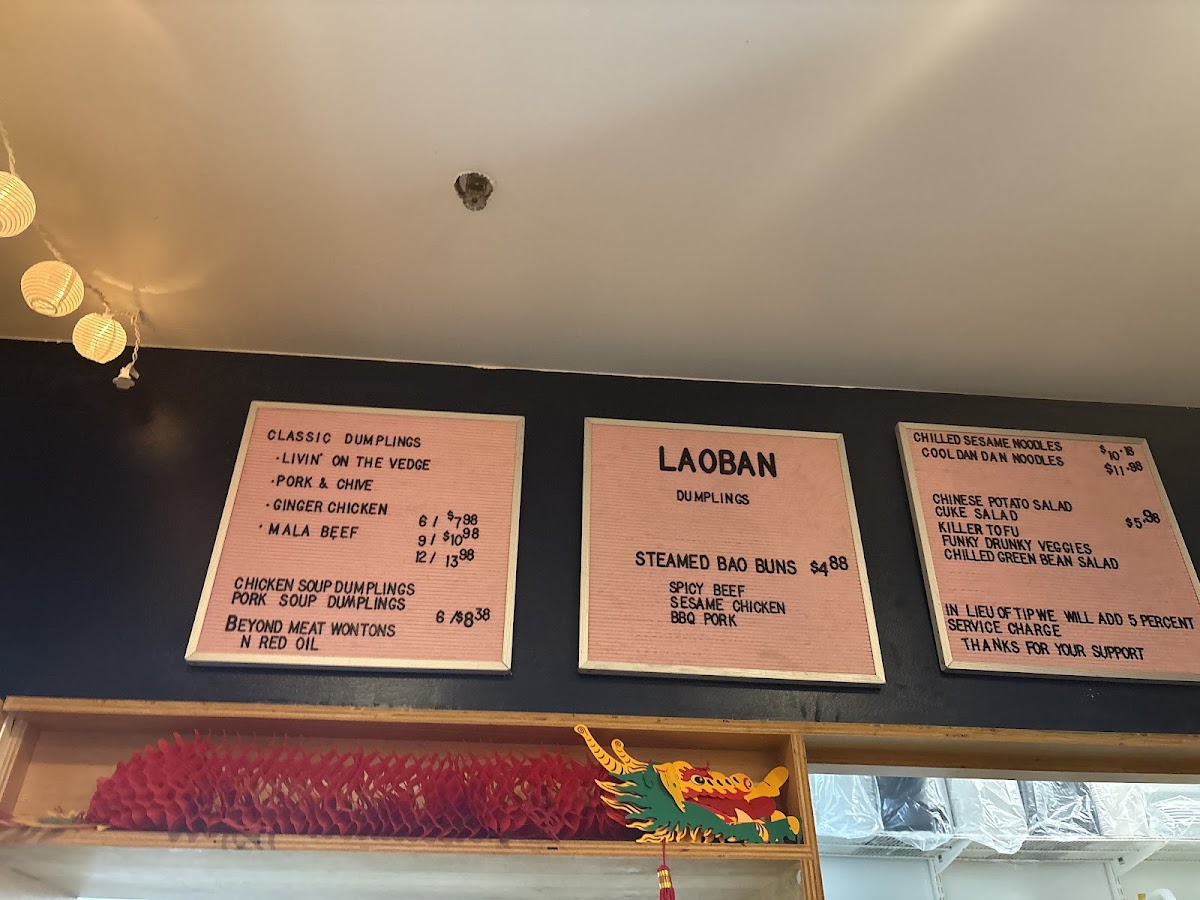 CLASSIC DUMPLINGS
·LIVIN' ON THE VEDGE
·PORK & CHIVE
·GINGER CHICKEN
·MALA BEEF
6 / $7.98
9 / $10.98
12 / 13.98
CHICKEN SOUP DUMPLINGS
PORK SOUP DUMPLINGS
6 /$8.38
BEYOND MEAT WONTONS
N RED OIL
LAOBAN
DUMPLINGS
STEAMED BAO BUNS $4.88
SPICY BEEF
SESAME CHICKEN
BBQ PORK
CHILLED SESAME NOODLES $10.18
COOL DAN DAN NOODLES $11.98
CHINESE POTATO SALAD
CUKE SALAD $5.98
KILLER TOFU
FUNKY DRUNKY VEGGIES
CHILLED GREEN BEAN SALAD
IN LIEU OF TIP WE WILL ADD 5 PERCENT
SERVICE CHARGE
THANKS FOR YOUR SUPPORT